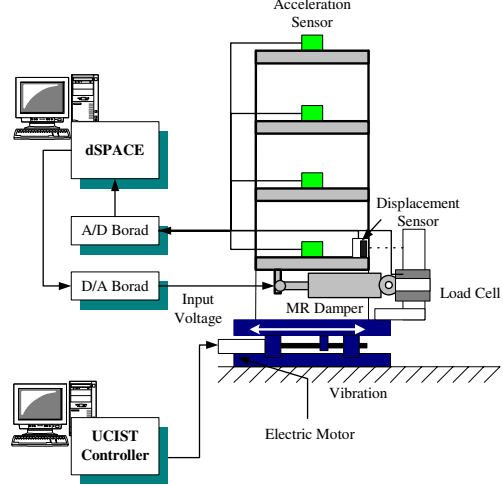 Acceleration
Sensor
dSPACE
Displacement
Sensor
A/D Borad
D/A Borad
Input
Voltage
MR Damper
Load Cell
Vibration
UCIST
Controller
Electric Motor